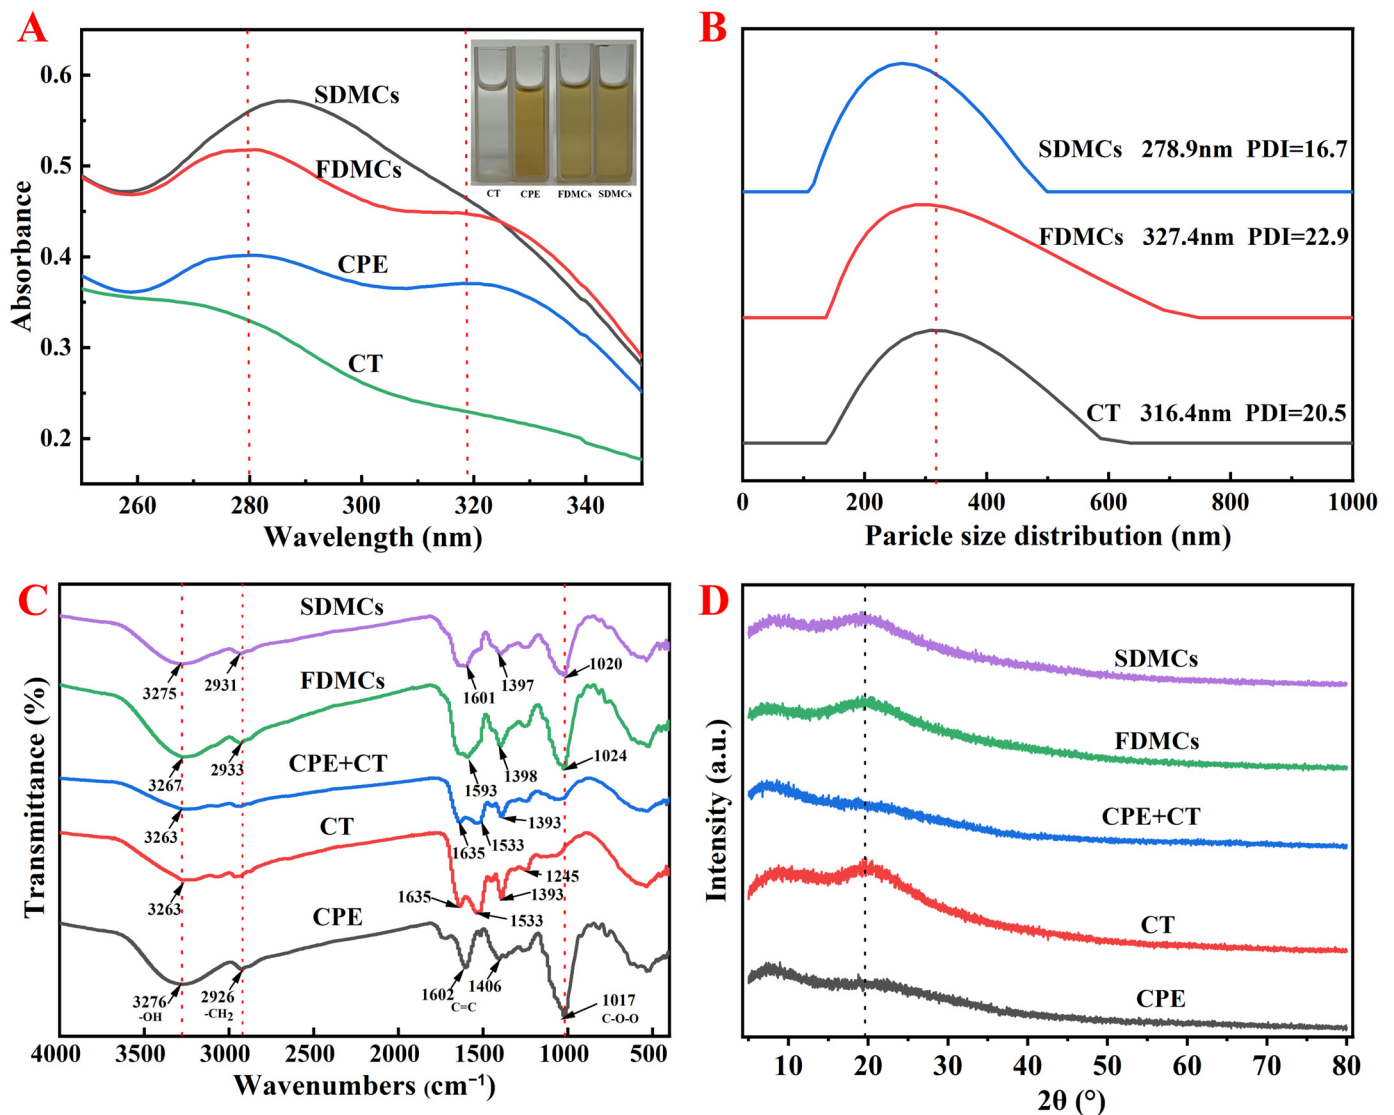 A
Absorbance
0.6
0.5
0.4
0.3
0.2
SDMCs
FDMCs
CPE
CT
CT CPE FDMCs SDMCs
260 280 300 320 340
Wavelength (nm)
B
SDMCs 278.9nm PDI=16.7
FDMCs 327.4nm PDI=22.9
CT 316.4nm PDI=20.5
0 200 400 600 800 1000
Paricle size distribution (nm)
C
Transmittance (%)
SDMCs
3275 2931 1601 1397 1020
FDMCs
3267 2933 1593 1398 1024
CPE+CT
3263 1635 1533 1393
CT
3263 1635 1533 1393 1245
CPE
3276 2926 1602 1406 1017
-OH -CH₂ C=C C-O-O
4000 3500 3000 2500 2000 1500 1000 500
Wavenumbers (cm⁻¹)
D
Intensity (a.u.)
SDMCs
FDMCs
CPE+CT
CT
CPE
10 20 30 40 50 60 70 80
2θ (°)